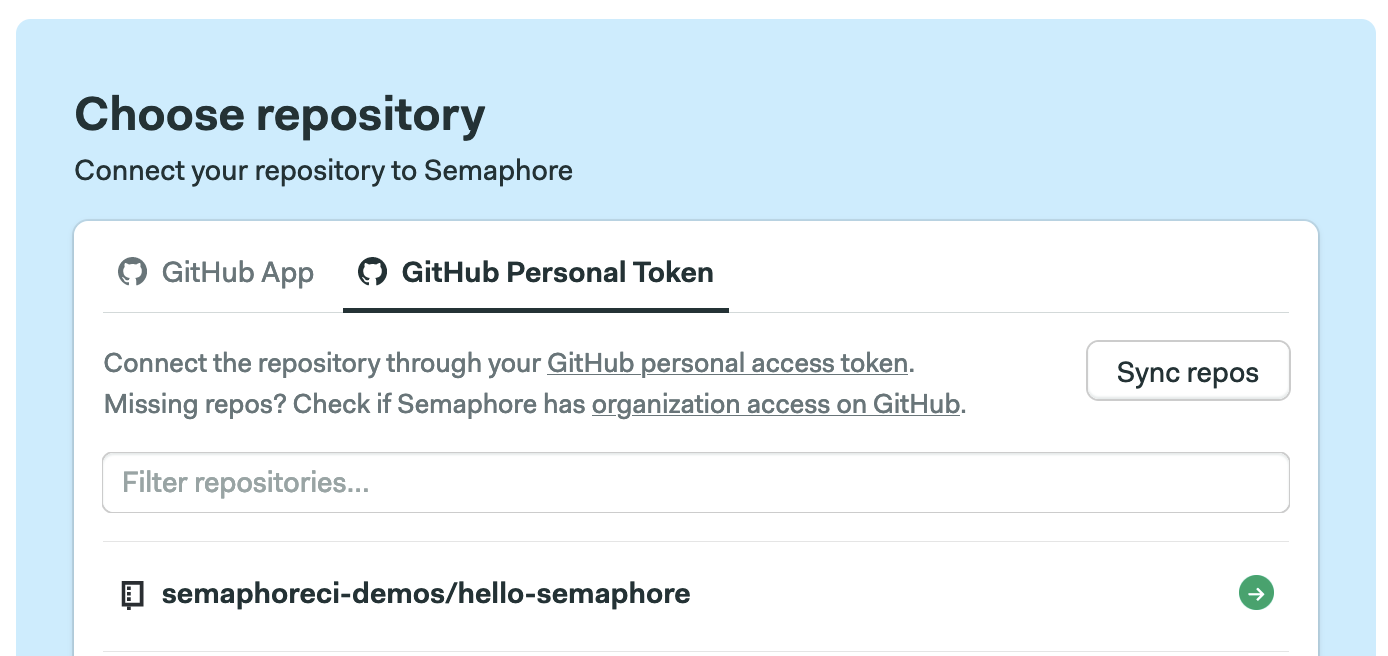 Choose repository
Connect your repository to Semaphore
GitHub App
GitHub Personal Token
Connect the repository through your GitHub personal access token.
Missing repos? Check if Semaphore has organization access on GitHub.
Sync repos
Filter repositories...
semaphoreci-demos/hello-semaphore